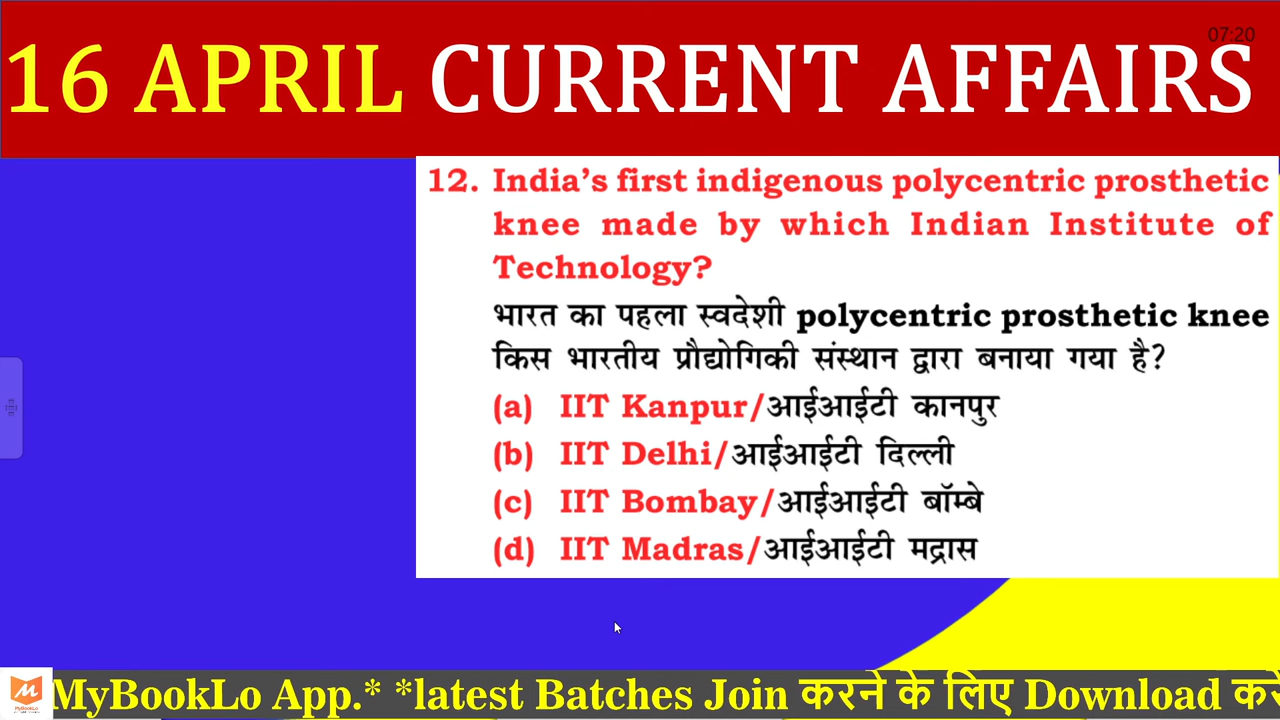 07:20
16 APRIL CURRENT AFFAIRS
12. India's first indigenous polycentric prosthetic
knee made by which Indian Institute of
Technology?
भारत का पहला स्वदेशी polycentric prosthetic knee
किस भारतीय प्रौद्योगिकी संस्थान द्वारा बनाया गया है?
(a) IIT Kanpur/आईआईटी कानपुर
(b) IIT Delhi/आईआईटी दिल्ली
(c) IIT Bombay/आईआईटी बॉम्बे
(d) IIT Madras/आईआईटी मद्रास
MyBookLo App.* *latest Batches Join करने के लिए Download करे
MyBookLo